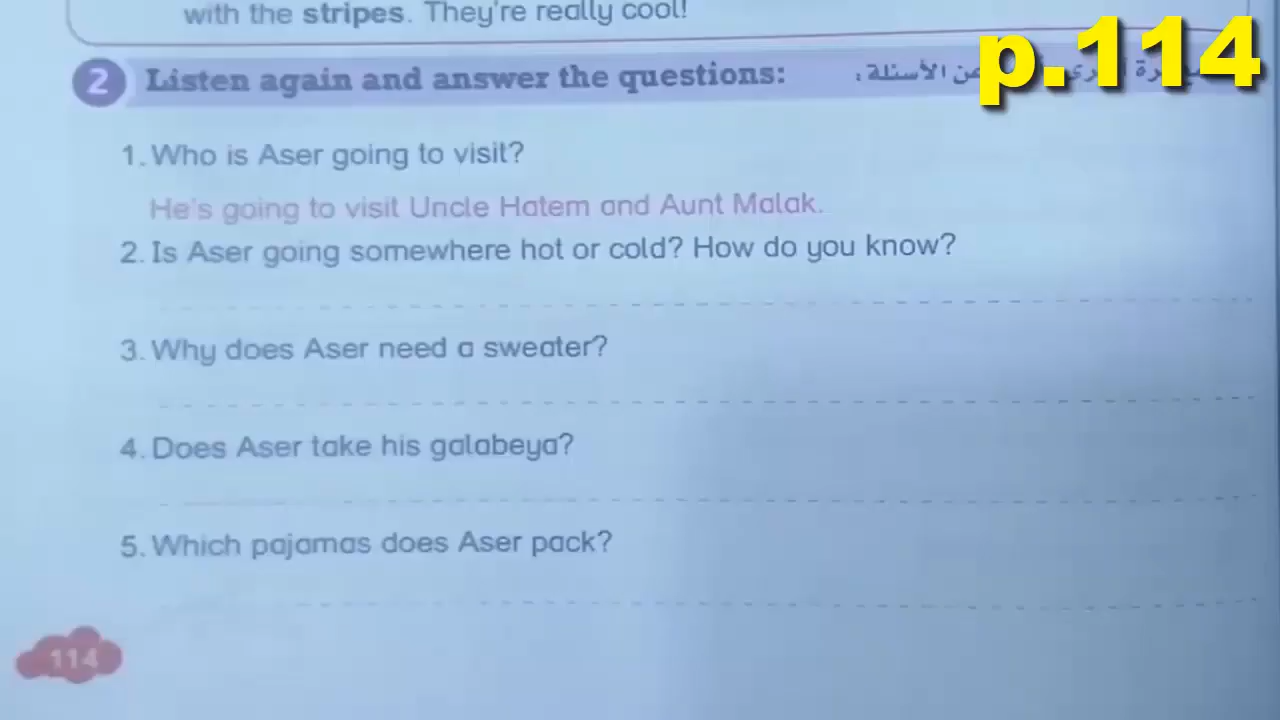 with the stripes. They're really cool!
p.114
2 Listen again and answer the questions: عن الأسئلة :
1. Who is Aser going to visit?
He's going to visit Uncle Hatem and Aunt Malak.
2. Is Aser going somewhere hot or cold? How do you know?
3. Why does Aser need a sweater?
4. Does Aser take his galabeya?
5. Which pajamas does Aser pack?
114